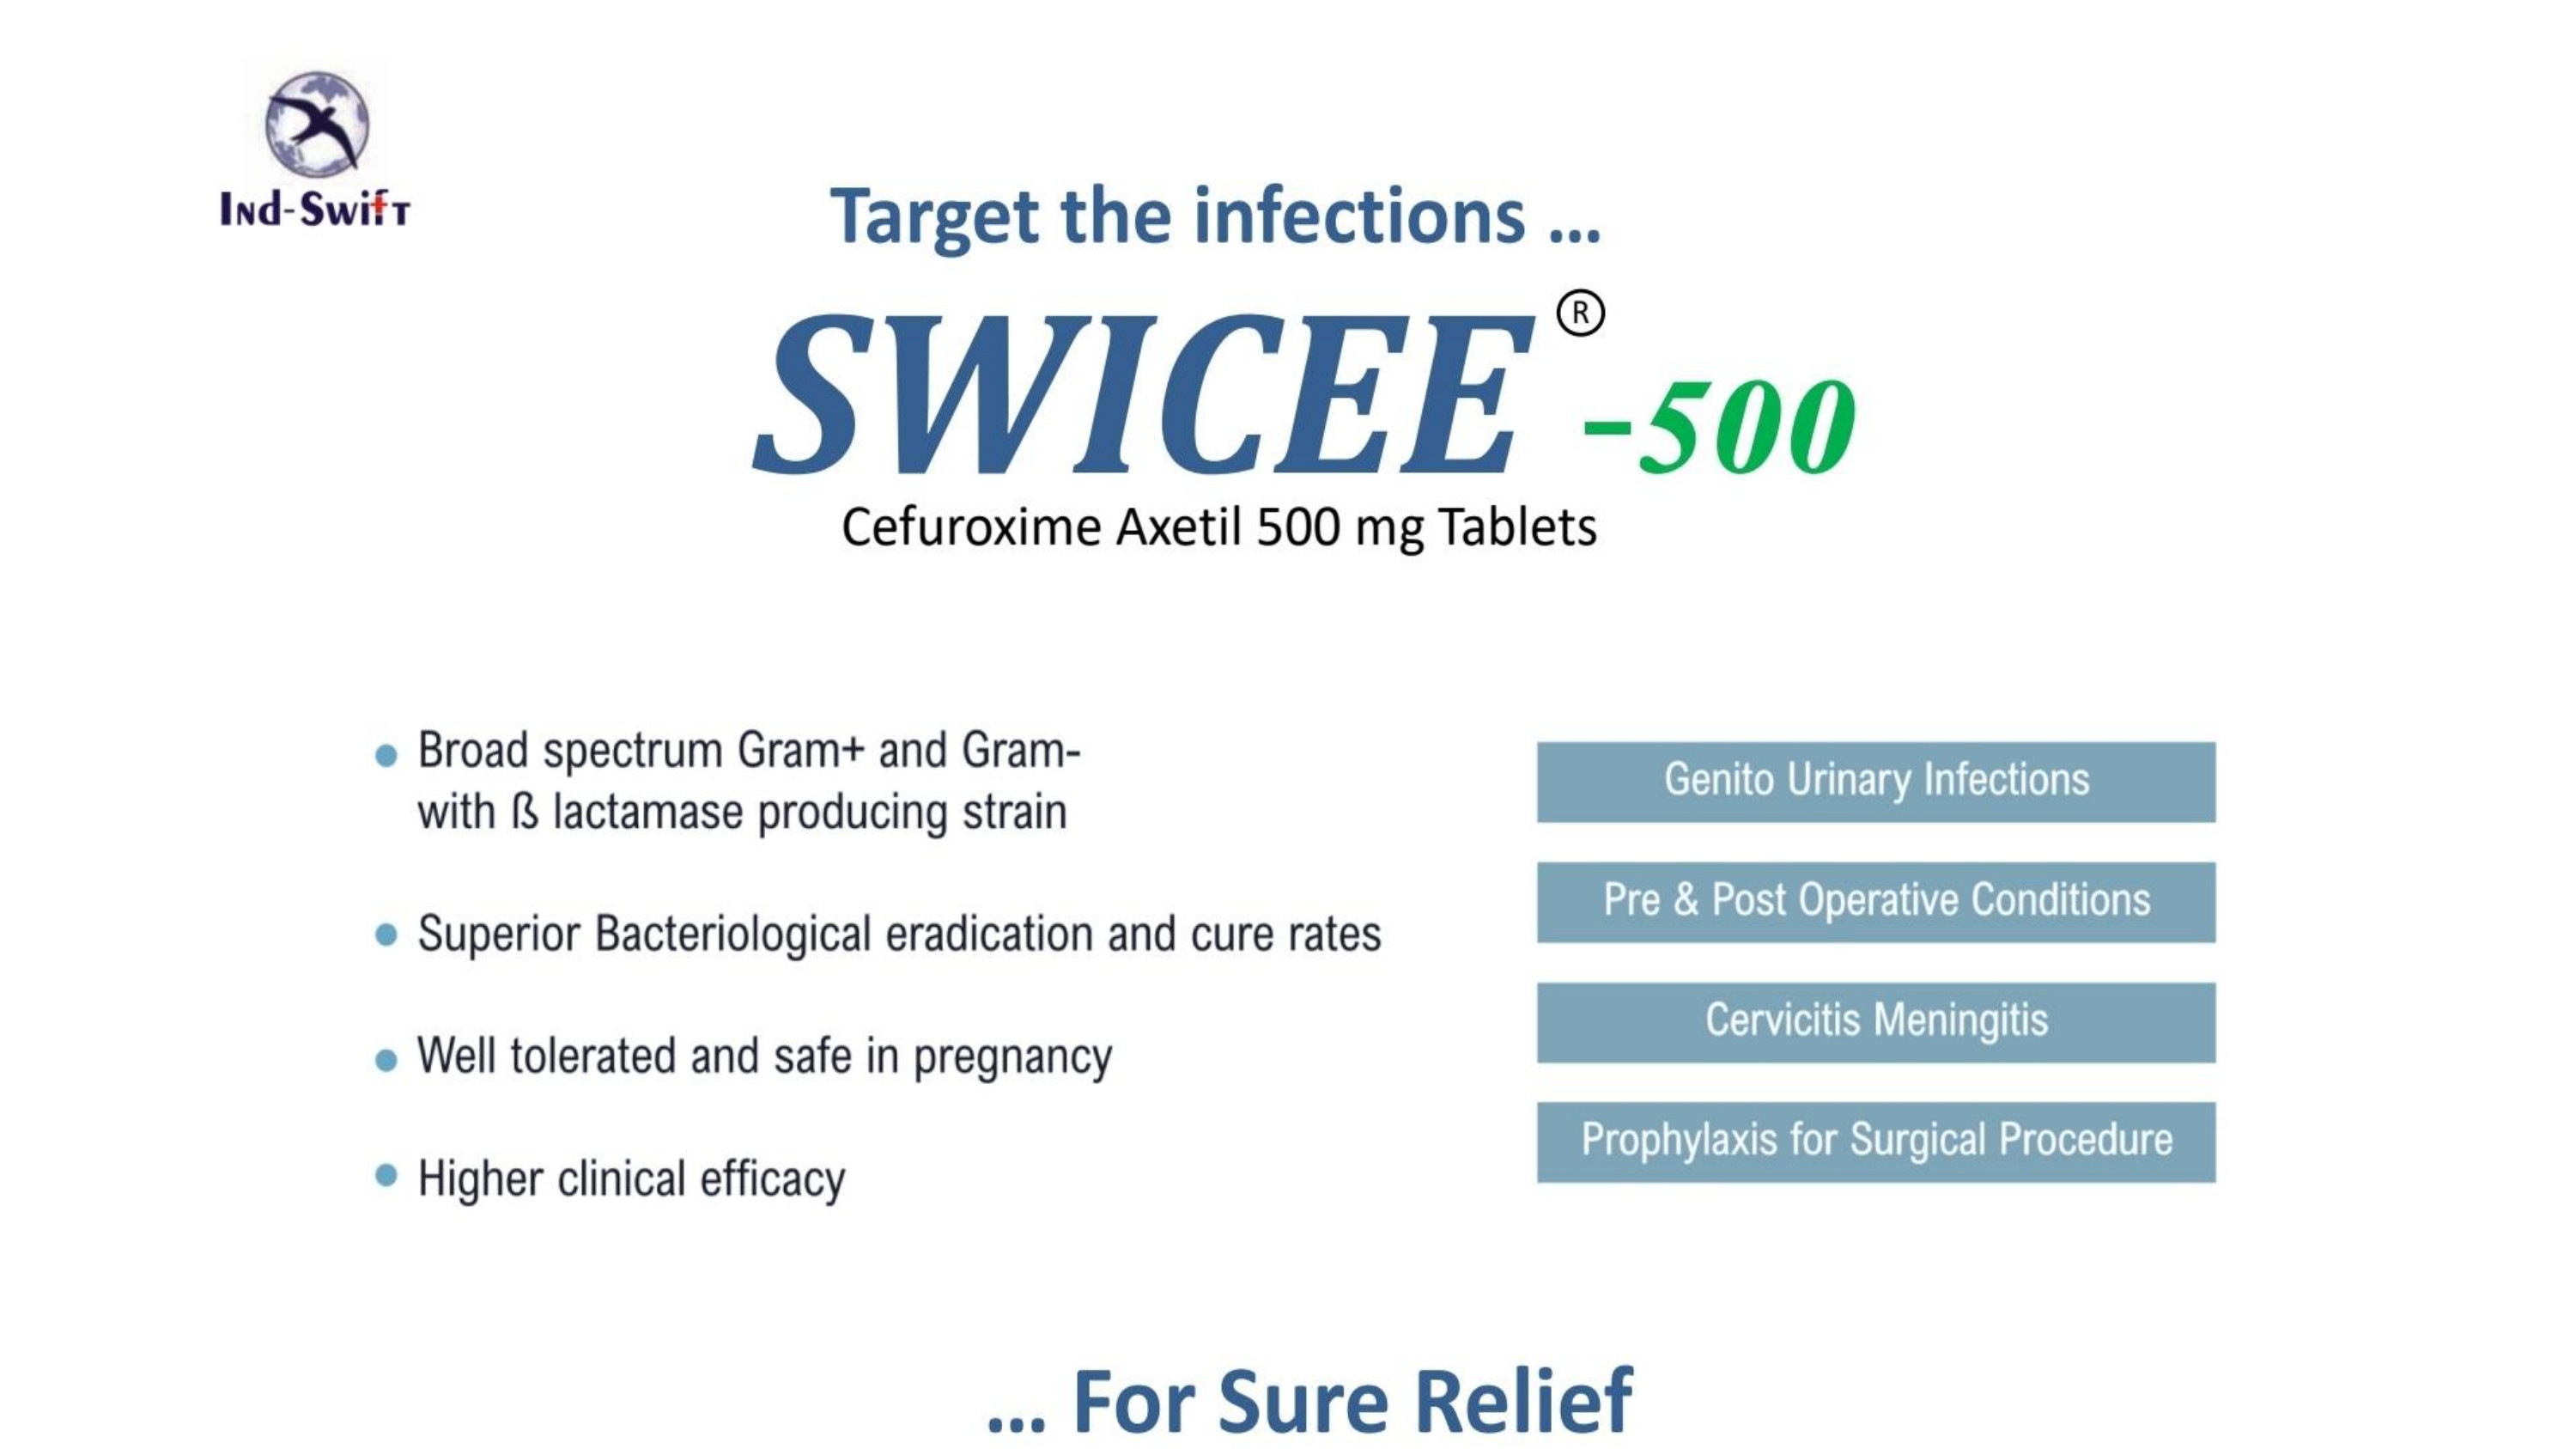 Ind-Swift
Target the infections ...
SWICEE ®
-500
Cefuroxime Axetil 500 mg Tablets
• Broad spectrum Gram+ and Gram-
with ß lactamase producing strain
• Superior Bacteriological eradication and cure rates
• Well tolerated and safe in pregnancy
• Higher clinical efficacy
Genito Urinary Infections
Pre & Post Operative Conditions
Cervicitis Meningitis
Prophylaxis for Surgical Procedure
... For Sure Relief